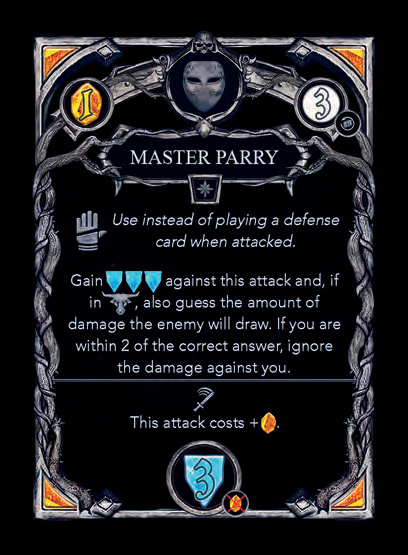 1
3
MASTER PARRY
Use instead of playing a defense
card when attacked.
Gain against this attack and, if
in , also guess the amount of
damage the enemy will draw. If you are
within 2 of the correct answer, ignore
the damage against you.
This attack costs + .
3